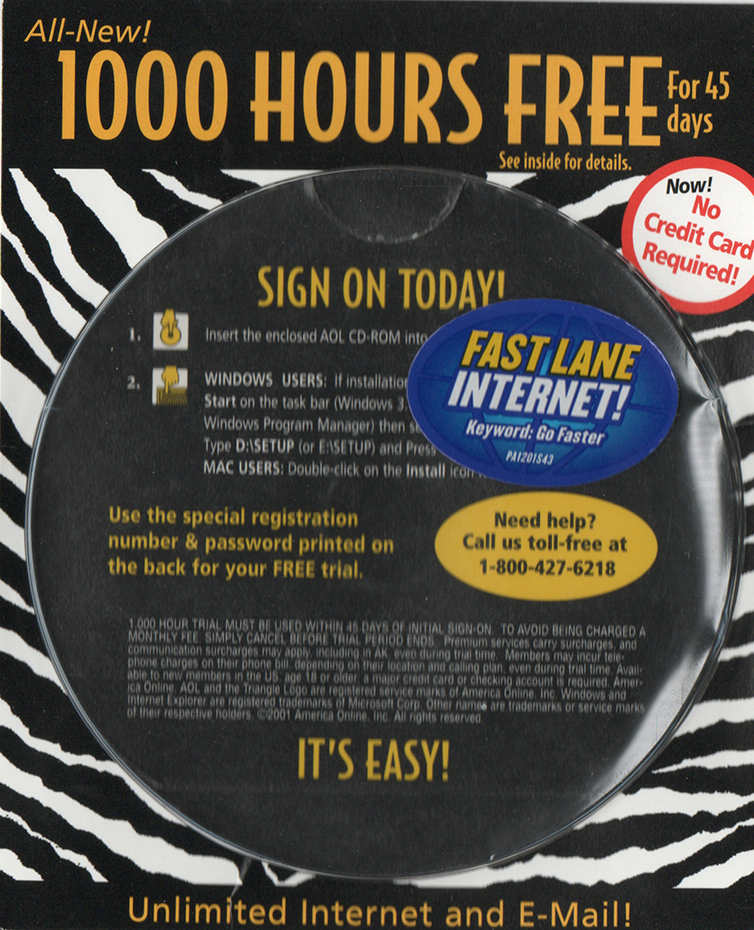 All-New!
1000 HOURS FREE For 45 days
See inside for details.
Now!
No
Credit Card
Required!
SIGN ON TODAY!
1. Insert the enclosed AOL CD-ROM into
2. WINDOWS USERS: If installation
Start on the task bar (Windows 3.
Windows Program Manager) then
Type D:\SETUP (or E:\SETUP) and Press
MAC USERS: Double-click on the Install icon
FAST LANE
INTERNET!
Keyword: Go Faster
PA1201S43
Use the special registration
number & password printed on
the back for your FREE trial.
Need help?
Call us toll-free at
1-800-427-6218
1,000 HOUR TRIAL MUST BE USED WITHIN 45 DAYS OF INITIAL SIGN-ON. TO AVOID BEING CHARGED A
MONTHLY FEE, SIMPLY CANCEL BEFORE TRIAL PERIOD ENDS. Premium services carry surcharges, and
communication surcharges may apply, including in AK, even during trial time. Members may incur tele-
phone charges on their phone bill, depending on their location and calling plan, even during trial time. Avail-
able to new members in the US, age 18 or older, a major credit card or checking account is required. Amer-
ica Online, AOL and the Triangle Logo are registered service marks of America Online, Inc. Windows and
Internet Explorer are registered trademarks of Microsoft Corp. Other names are trademarks or service marks
of their respective holders. ©2001 America Online, Inc. All rights reserved.
IT'S EASY!
Unlimited Internet and E-Mail!